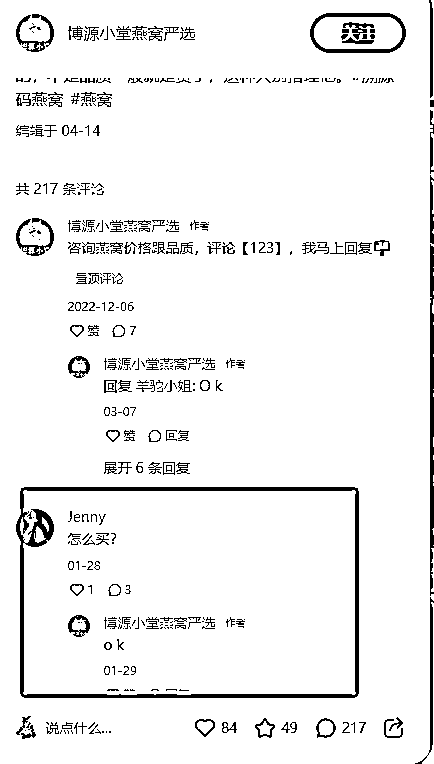 博源小堂燕窝严选
关注
码燕窝 #燕窝
编辑于 04-14
共 217 条评论
博源小堂燕窝严选 作者
咨询燕窝价格跟品质，评论【123】，我马上回复
置顶评论
2022-12-06
赞 7
博源小堂燕窝严选 作者
回复 羊驼小姐: O k
03-07
赞 回复
展开 6 条回复
Jenny
怎么买?
01-28
1 3
博源小堂燕窝严选 作者
o k
01-29
说点什么... 84 49 217